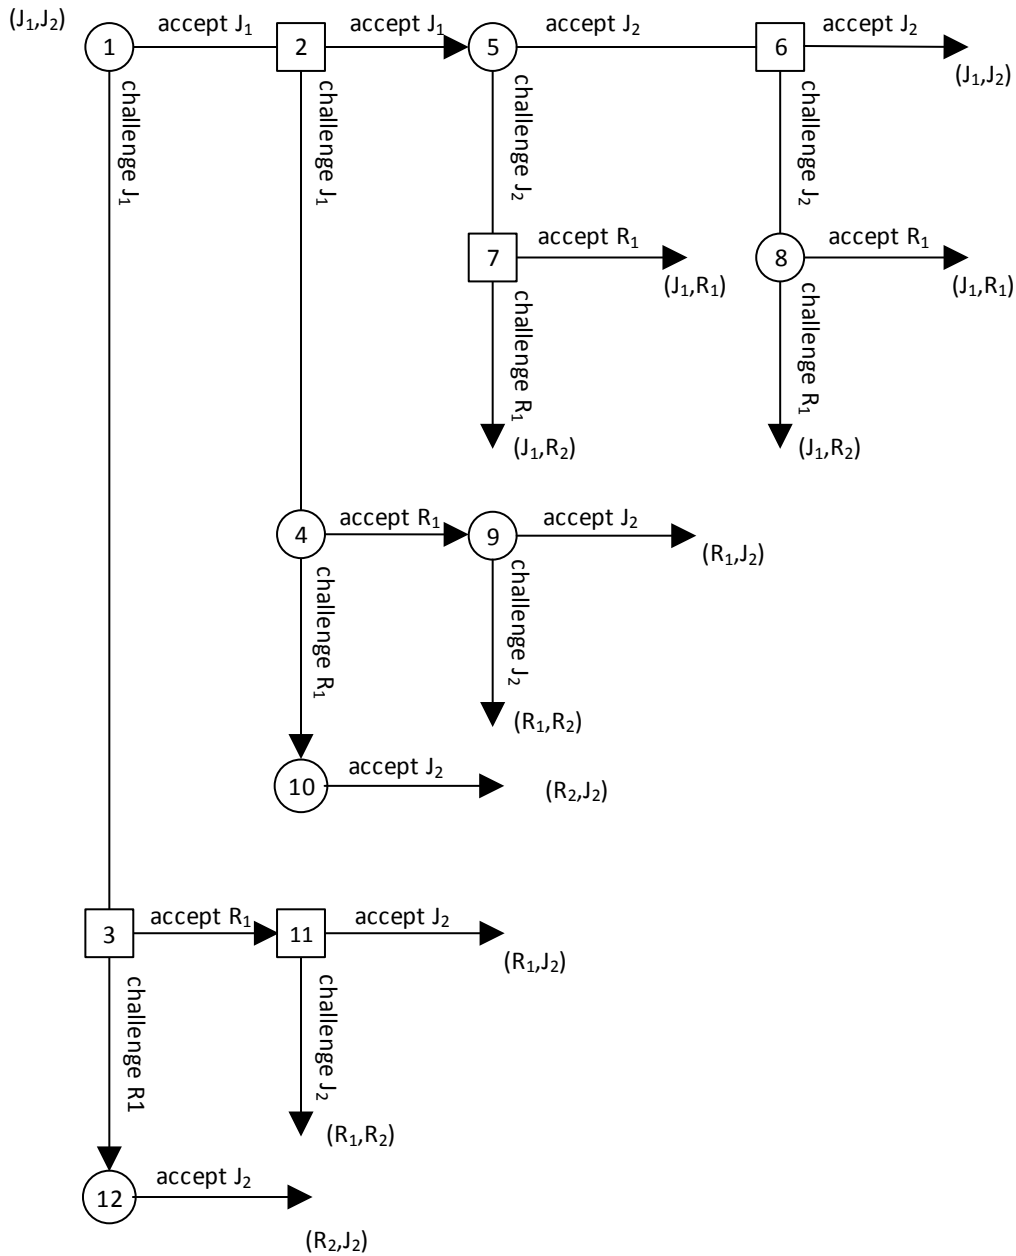 (J₁,J₂)
1
accept J₁
2
accept J₁
5
accept J₂
6
accept J₂
(J₁,J₂)
challenge J₁
challenge J₁
challenge J₂
challenge J₂
7
accept R₁
(J₁,R₁)
8
accept R₁
(J₁,R₁)
challenge R₁
(J₁,R₂)
challenge R₁
(J₁,R₂)
4
accept R₁
9
accept J₂
(R₁,J₂)
challenge R₁
challenge J₂
(R₁,R₂)
10
accept J₂
(R₂,J₂)
3
accept R₁
11
accept J₂
(R₁,J₂)
challenge R1
challenge J₂
(R₁,R₂)
12
accept J₂
(R₂,J₂)